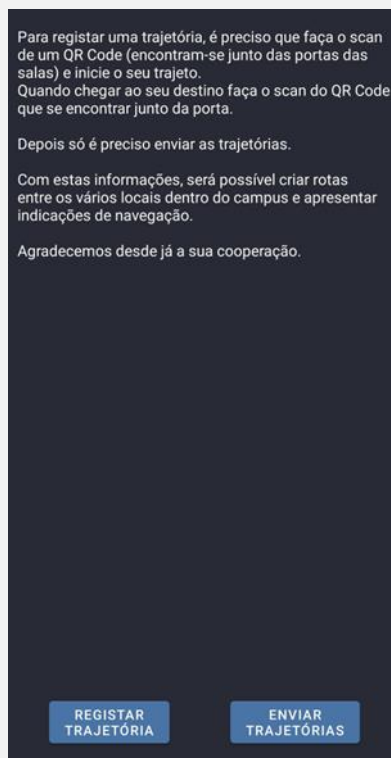 Para registar uma trajetória, é preciso que faça o scan
de um QR Code (encontram-se junto das portas das
salas) e inicie o seu trajeto.
Quando chegar ao seu destino faça o scan do QR Code
que se encontrar junto da porta.
Depois só é preciso enviar as trajetórias.
Com estas informações, será possível criar rotas
entre os vários locais dentro do campus e apresentar
indicações de navegação.
Agradecemos desde já a sua cooperação.
REGISTAR
TRAJETÓRIA
ENVIAR
TRAJETÓRIAS